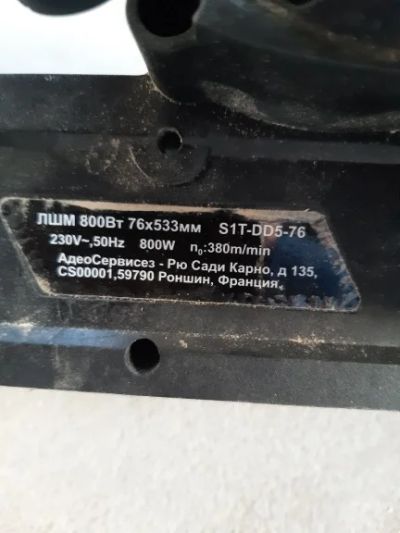 ЛШМ 800Вт 76х533мм S1T-DD5-76
230V~,50Hz 800W n₀:380m/min
АдеоСервисез - Рю Сади Карно, д 135,
CS00001,59790 Роншин, Франция.